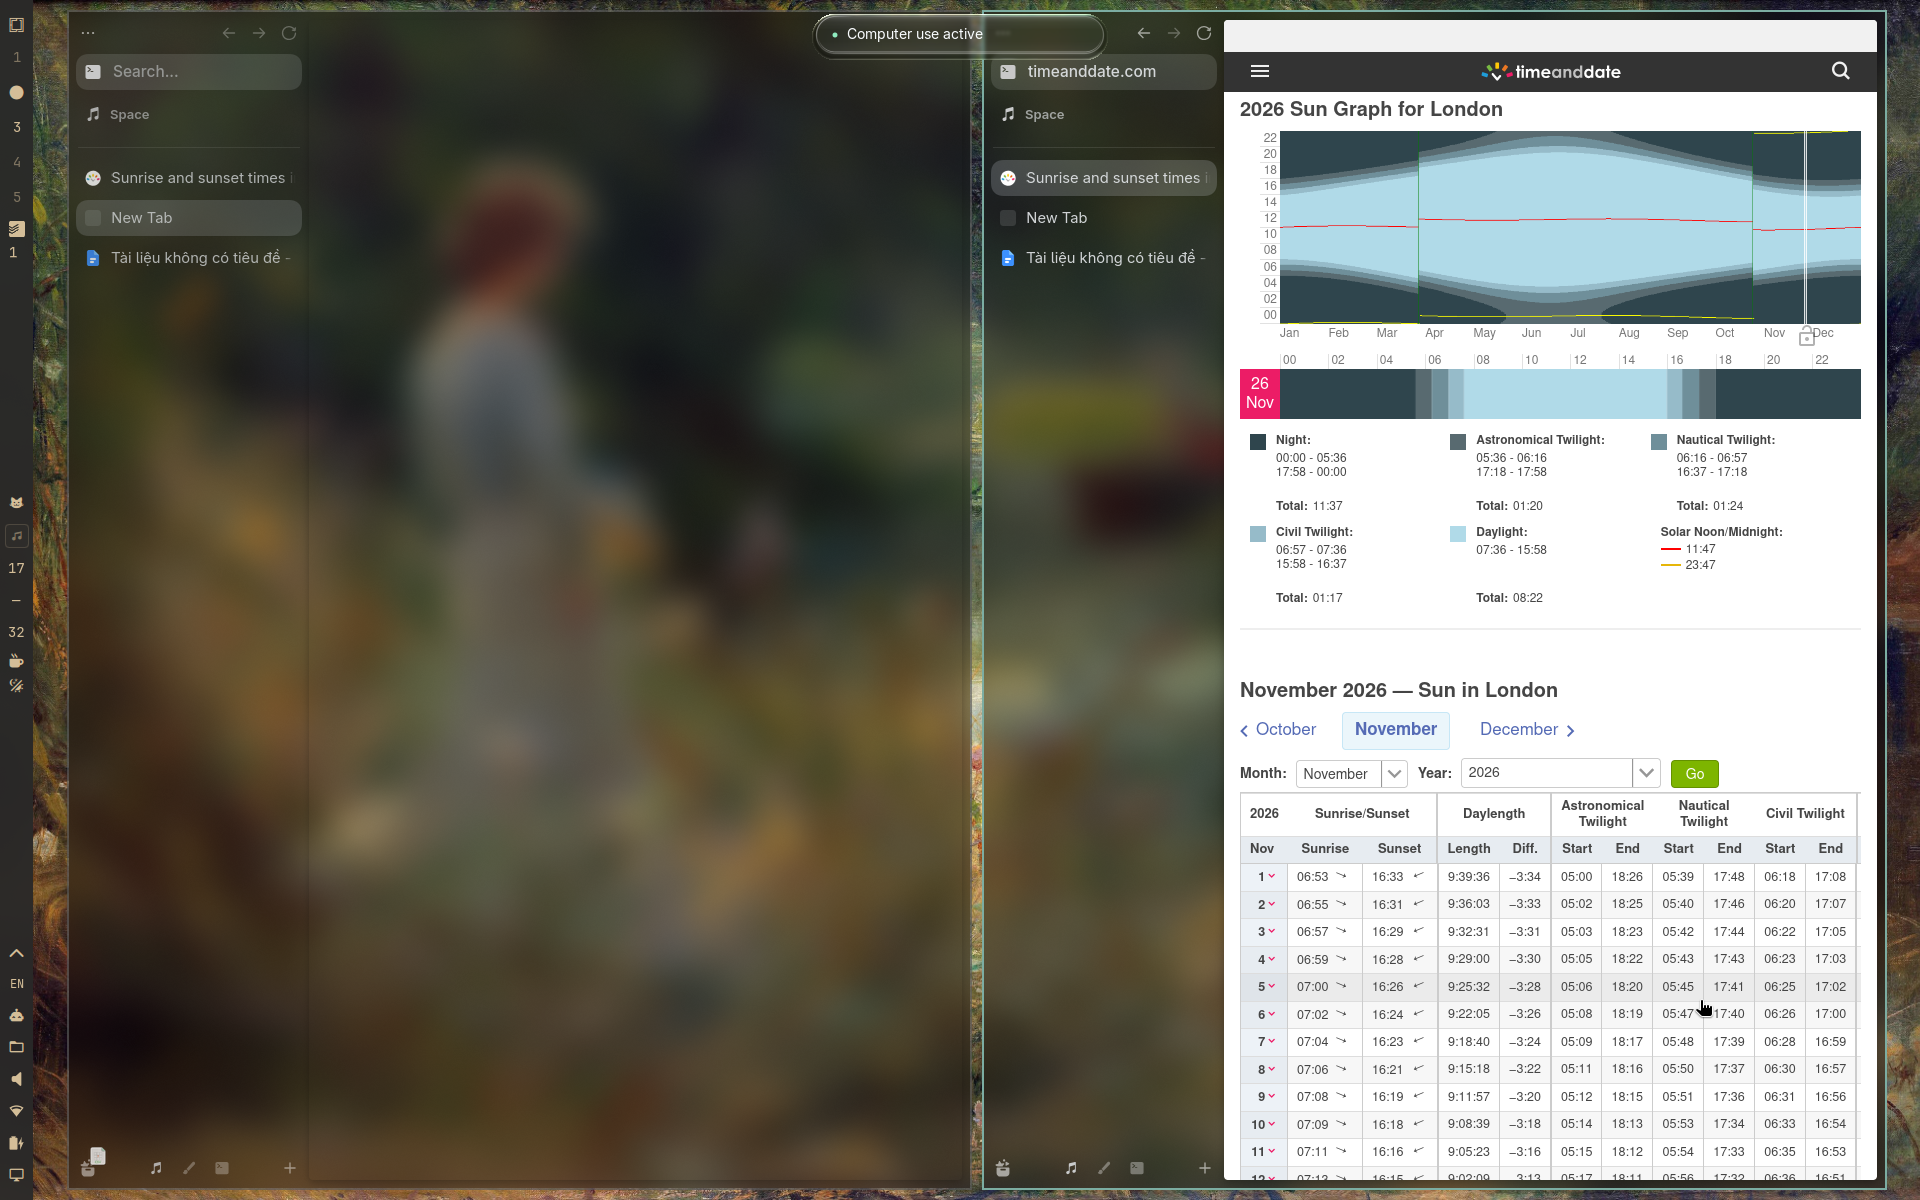 Computer use active
1
3
4
5
1
17
32
EN
...
Search...
Space
Sunrise and sunset times i
New Tab
Tài liệu không có tiêu đề -
timeanddate.com
Space
Sunrise and sunset times i
New Tab
Tài liệu không có tiêu đề -
timeanddate
2026 Sun Graph for London
22
20
18
16
14
12
10
08
06
04
02
00
Jan Feb Mar Apr May Jun Jul Aug Sep Oct Nov Dec
00 02 04 06 08 10 12 14 16 18 20 22
26
Nov
Night: Astronomical Twilight: Nautical Twilight:
00:00 - 05:36 05:36 - 06:16 06:16 - 06:57
17:58 - 00:00 17:18 - 17:58 16:37 - 17:18
Total: 11:37 Total: 01:20 Total: 01:24
Civil Twilight: Daylight: Solar Noon/Midnight:
06:57 - 07:36 07:36 - 15:58 11:47
15:58 - 16:37 23:47
Total: 01:17 Total: 08:22
November 2026 — Sun in London
October November December
Month: November Year: 2026 Go
2026 Sunrise/Sunset Daylength Astronomical Twilight Nautical Twilight Civil Twilight
Nov Sunrise Sunset Length Diff. Start End Start End Start End
1 06:53 16:33 9:39:36 −3:34 05:00 18:26 05:39 17:48 06:18 17:08
2 06:55 16:31 9:36:03 −3:33 05:02 18:25 05:40 17:46 06:20 17:07
3 06:57 16:29 9:32:31 −3:31 05:03 18:23 05:42 17:44 06:22 17:05
4 06:59 16:28 9:29:00 −3:30 05:05 18:22 05:43 17:43 06:23 17:03
5 07:00 16:26 9:25:32 −3:28 05:06 18:20 05:45 17:41 06:25 17:02
6 07:02 16:24 9:22:05 −3:26 05:08 18:19 05:47 17:40 06:26 17:00
7 07:04 16:23 9:18:40 −3:24 05:09 18:17 05:48 17:39 06:28 16:59
8 07:06 16:21 9:15:18 −3:22 05:11 18:16 05:50 17:37 06:30 16:57
9 07:08 16:19 9:11:57 −3:20 05:12 18:15 05:51 17:36 06:31 16:56
10 07:09 16:18 9:08:39 −3:18 05:14 18:13 05:53 17:34 06:33 16:54
11 07:11 16:16 9:05:23 −3:16 05:15 18:12 05:54 17:33 06:35 16:53